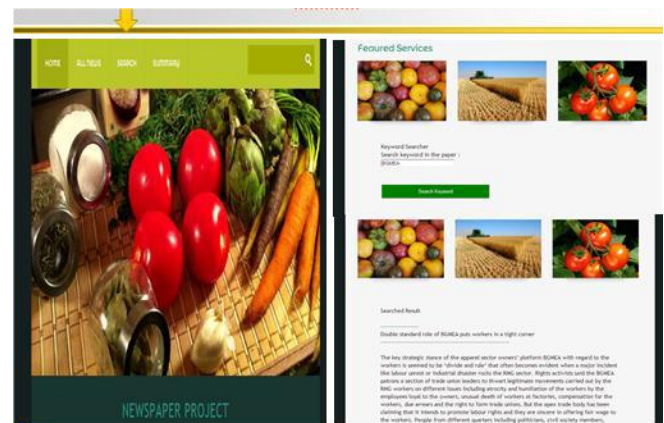 HOME ALL NEWS SEARCH SUMMARY
NEWSPAPER PROJECT
Feaured Services
Keyword Searcher
Search keyword in the paper :
BGMEA
Search Keyword
Searched Result
Double standard role of BGMEA puts workers in a tight corner
The key strategic stance of the apparel sector owners' platform BGMEA with regard to the
workers is seemed to be 'divide and rule' that often becomes evident when a major incident
like labour unrest or industrial disaster rocks the RMG sector. Rights activists said the BGMEA
patrons a section of trade union leaders to thwart legitimate movements carried out by the
RMG workers on different issues including atrocity and humiliation of the workers by the
employees loyal to the owners, unusual death of workers at factories, compensation for the
workers, due arrears and the right to form trade unions. But the apex trade body has been
claiming that it intends to promote labour rights and they are sincere in offering fair wage to
the workers. People from different quarters including politicians, civil society members,